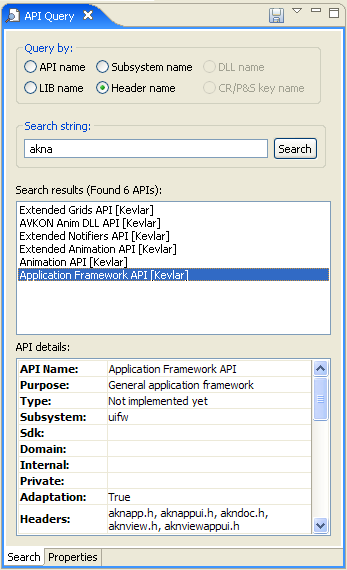 API Query
Query by:
API name Subsystem name DLL name
LIB name Header name CR/P&S key name
Search string:
akna Search
Search results (Found 6 APIs):
Extended Grids API [Kevlar]
AVKON Anim DLL API [Kevlar]
Extended Notifiers API [Kevlar]
Extended Animation API [Kevlar]
Animation API [Kevlar]
Application Framework API [Kevlar]
API details:
API Name: Application Framework API
Purpose: General application framework
Type: Not implemented yet
Subsystem: uifw
Sdk:
Domain:
Internal:
Private:
Adaptation: True
Headers: aknapp.h, aknappui.h, akndoc.h,
aknview.h, aknviewappui.h
Search Properties